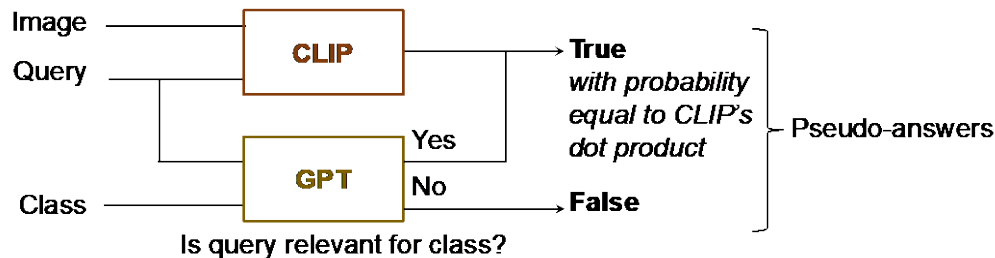 Image
CLIP
Query
True
with probability
equal to CLIP's
dot product
Pseudo-answers
Yes
GPT
No
Class
False
Is query relevant for class?